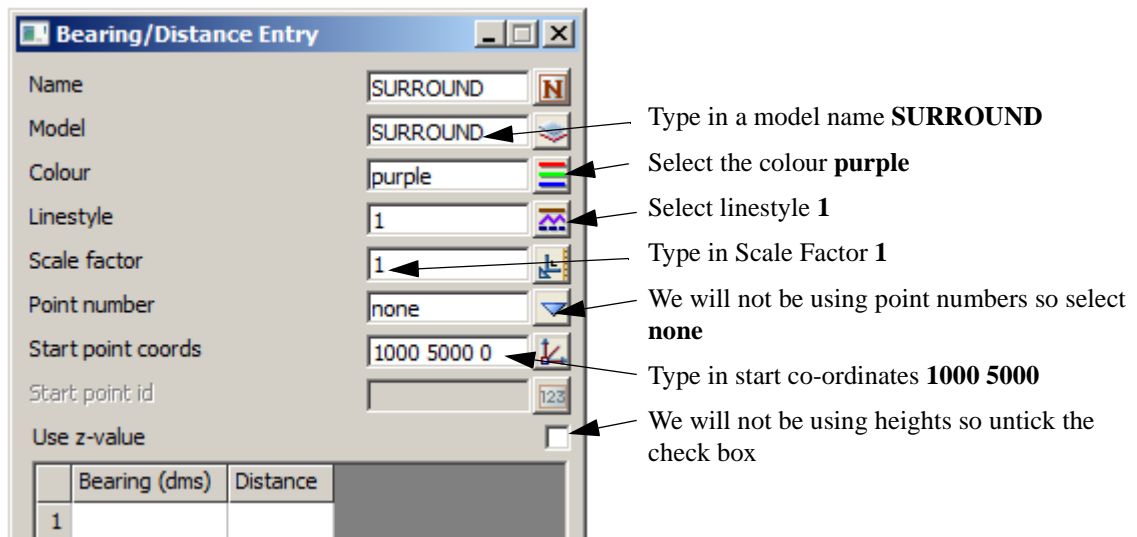 Bearing/Distance Entry
Name SURROUND N
Model SURROUND Type in a model name SURROUND
Colour purple Select the colour purple
Linestyle 1 Select linestyle 1
Scale factor 1 Type in Scale Factor 1
Point number none We will not be using point numbers so select
none
Start point coords 1000 5000 0 Type in start co-ordinates 1000 5000
Start point id 123
Use z-value We will not be using heights so untick the
check box
Bearing (dms) Distance
1